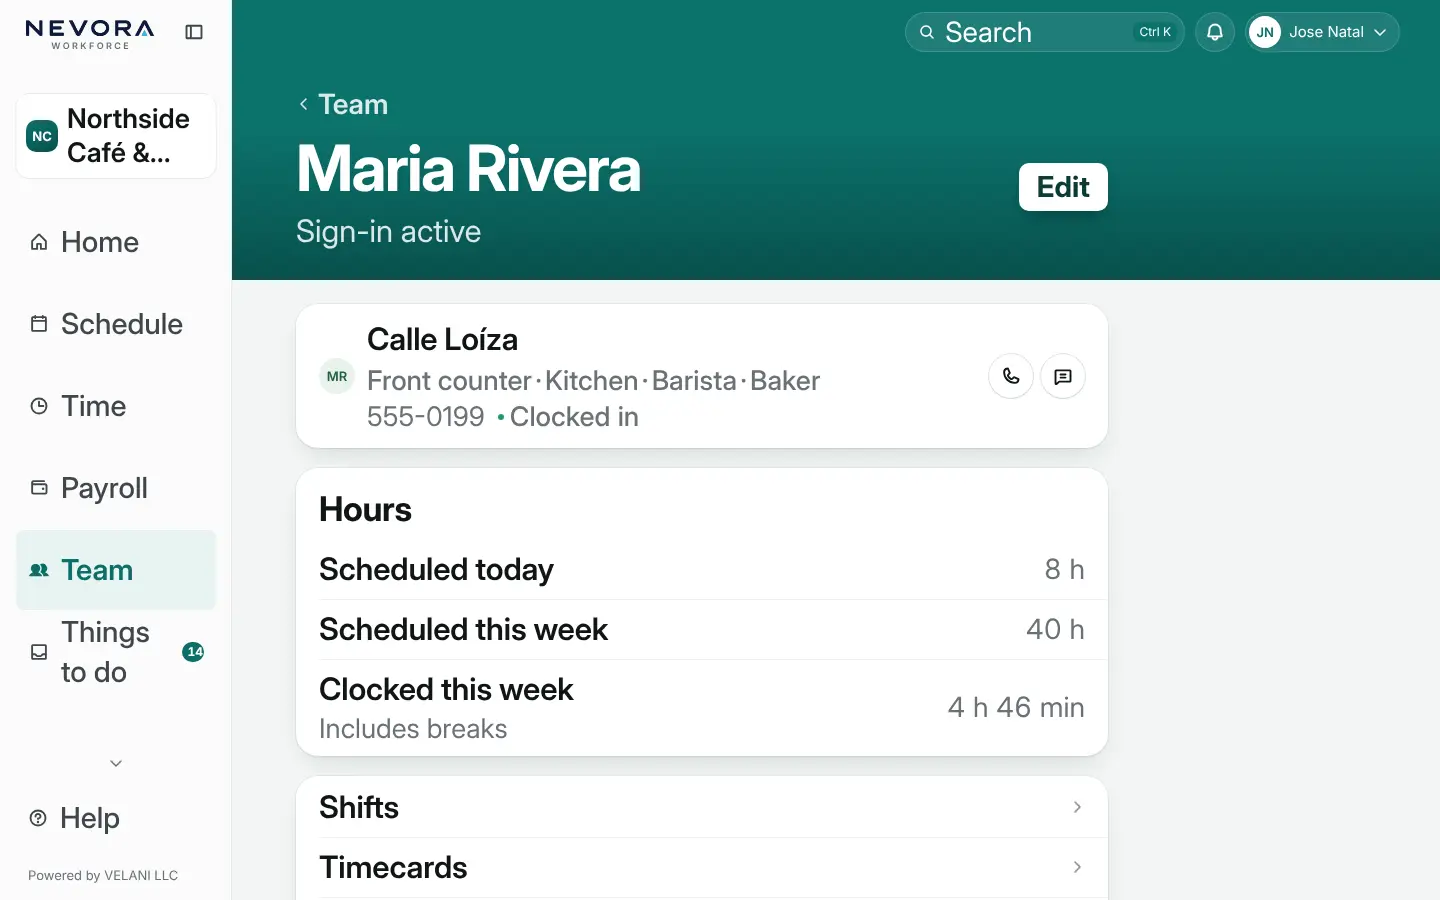 NEVORA
WORKFORCE
NC
Northside
Café &...
Home
Schedule
Time
Payroll
Team
Things
to do
14
Help
Powered by VELANI LLC
Search
Ctrl K
JN
Jose Natal
Team
Maria Rivera
Sign-in active
Edit
MR
Calle Loíza
Front counter · Kitchen · Barista · Baker
555-0199 • Clocked in
Hours
Scheduled today 8 h
Scheduled this week 40 h
Clocked this week 4 h 46 min
Includes breaks
Shifts
Timecards